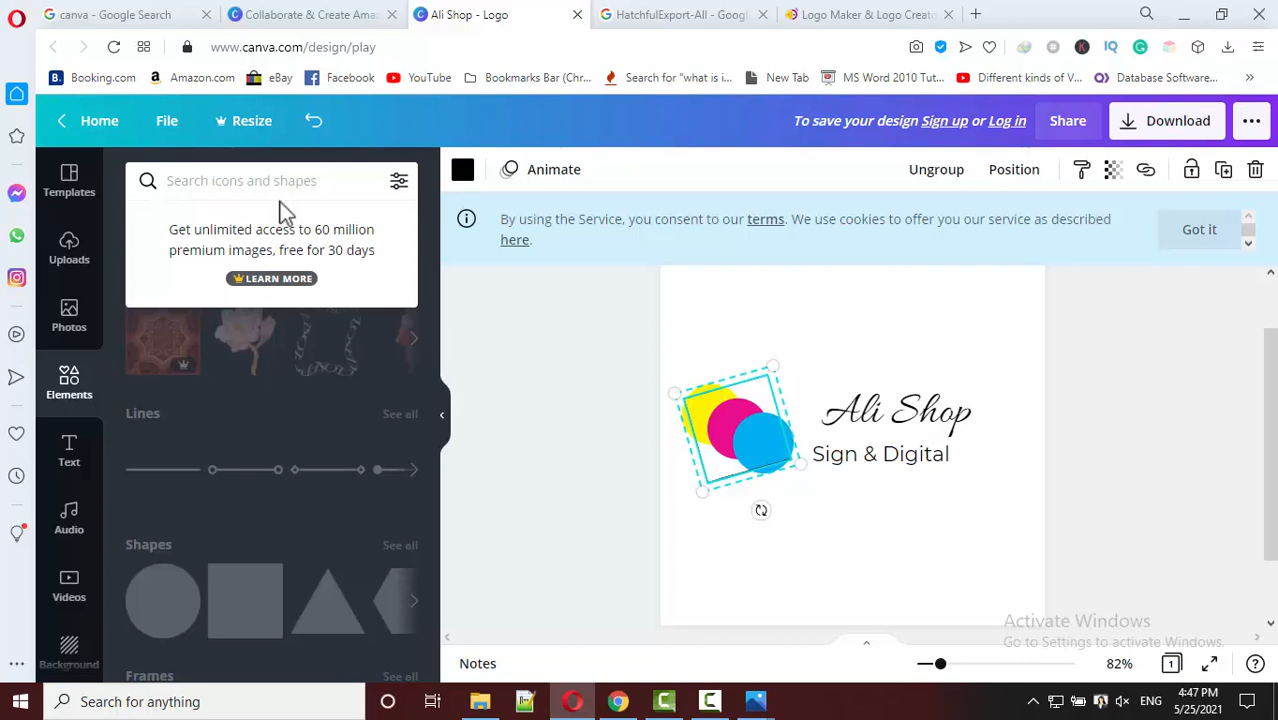 canva - Google Search
Collaborate & Create Ama
Ali Shop - Logo
HatchfulExport-All - Goog
Logo Maker & Logo Creato
www.canva.com/design/play
Booking.com
Amazon.com
eBay
Facebook
YouTube
Bookmarks Bar (Chr...
Search for "what is i...
New Tab
MS Word 2010 Tut...
Different kinds of V...
Database Software...
Home
File
Resize
To save your design Sign up or Log in
Share
Download
Templates
Uploads
Photos
Elements
Text
Audio
Videos
Background
Search icons and shapes
Get unlimited access to 60 million
premium images, free for 30 days
LEARN MORE
Lines
See all
Shapes
See all
Frames
See all
Animate
Ungroup
Position
By using the Service, you consent to our terms. We use cookies to offer you our service as described
here.
Got it
Ali Shop
Sign & Digital
Activate Windows
Go to Settings to activate Windows.
Notes
82%
1
Search for anything
ENG
4:47 PM
5/25/2021